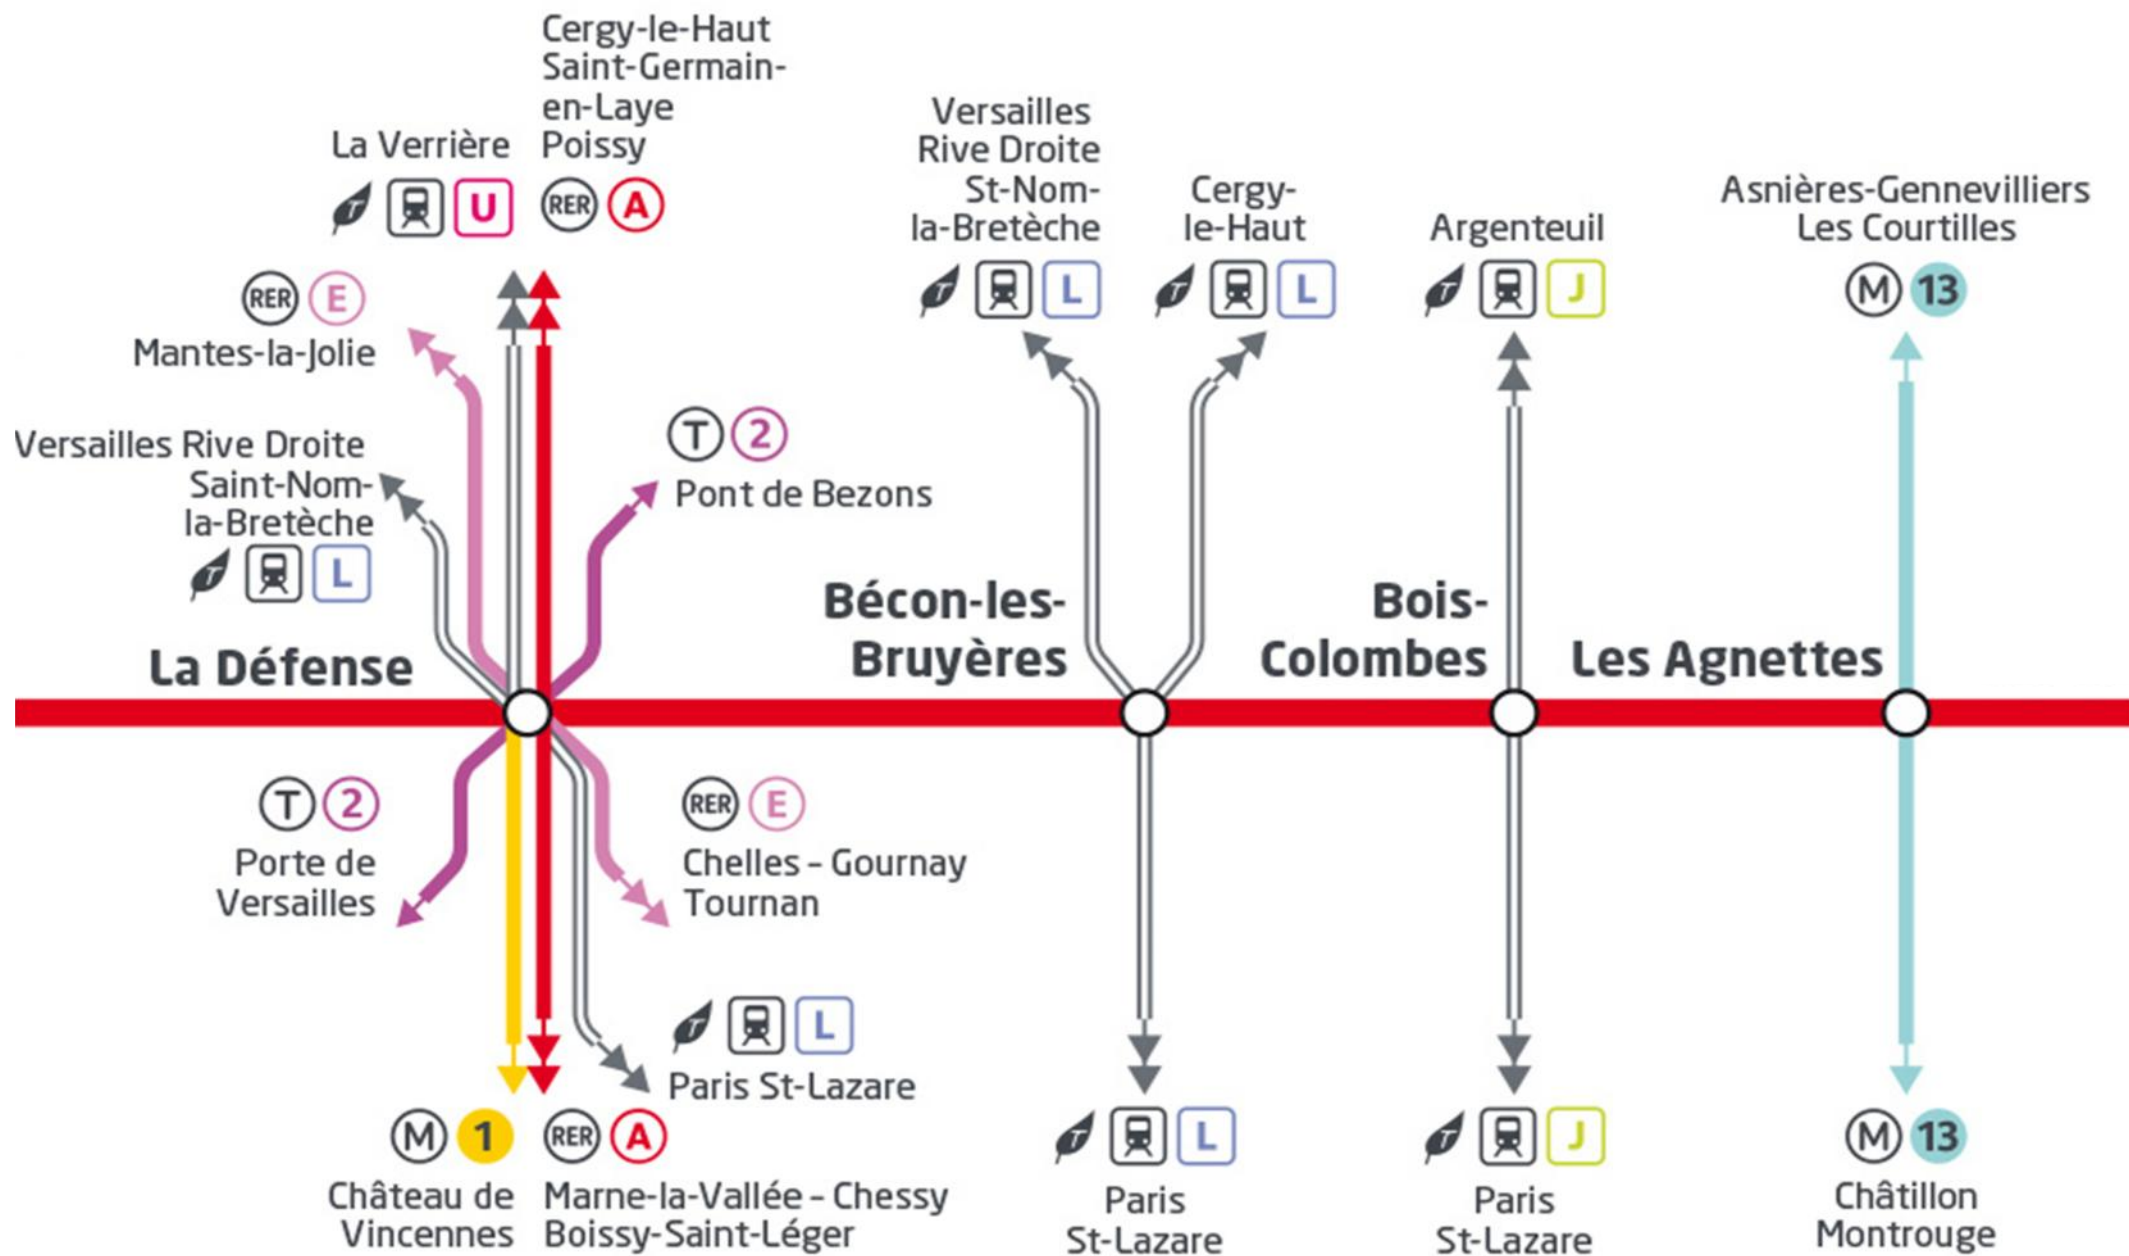 Cergy-le-Haut
Saint-Germain-
en-Laye
Poissy
RER A
La Verrière
T U
RER E
Mantes-la-Jolie
Versailles Rive Droite
Saint-Nom-
la-Bretèche
T L
T 2
Pont de Bezons
La Défense
T 2
Porte de
Versailles
RER E
Chelles – Gournay
Tournan
T L
Paris St-Lazare
M 1
Château de
Vincennes
RER A
Marne-la-Vallée – Chessy
Boissy-Saint-Léger
Versailles
Rive Droite
St-Nom-
la-Bretèche
T L
Cergy-
le-Haut
T L
Bécon-les-
Bruyères
T L
Paris
St-Lazare
Argenteuil
T J
Bois-
Colombes
T J
Paris
St-Lazare
Asnières-Gennevilliers
Les Courtilles
M 13
Les Agnettes
M 13
Châtillon
Montrouge